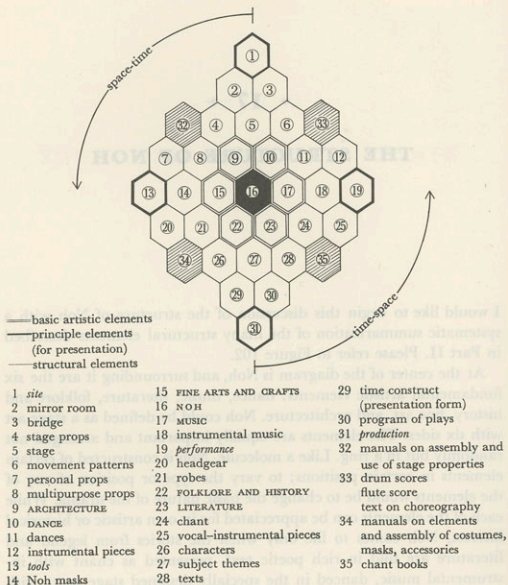 space-time
①
② ③
㉜ ④ ⑤ ⑥ ㉝
⑦ ⑧ ⑨ ⑩ ⑪ ⑫
⑬ ⑭ ⑮ ⑯ ⑰ ⑱ ⑲
⑳ ㉑ ㉒ ㉓ ㉔ ㉕
㉞ ㉖ ㉗ ㉘ ㉟
㉙ ㉚
㉛
time-space
basic artistic elements
principle elements
(for presentation)
structural elements
1 site
2 mirror room
3 bridge
4 stage props
5 stage
6 movement patterns
7 personal props
8 multipurpose props
9 ARCHITECTURE
10 DANCE
11 dances
12 instrumental pieces
13 tools
14 Noh masks
15 FINE ARTS AND CRAFTS
16 NOH
17 MUSIC
18 instrumental music
19 performance
20 headgear
21 robes
22 FOLKLORE AND HISTORY
23 LITERATURE
24 chant
25 vocal–instrumental pieces
26 characters
27 subject themes
28 texts
29 time construct
(presentation form)
30 program of plays
31 production
32 manual on assembly and
use of stage properties
33 drum scores
flute score
text on choreography
34 manuals on elements
and assembly of costumes,
masks, accessories
35 chant books